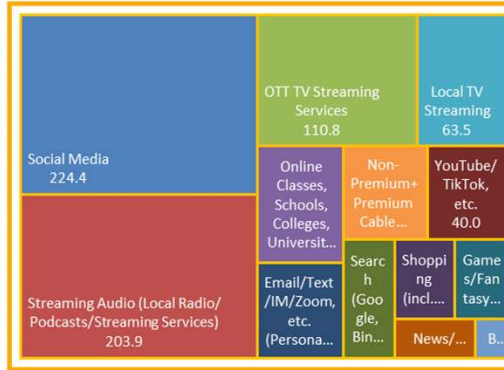 Social Media
224.4
Streaming Audio (Local Radio/
Podcasts/Streaming Services)
203.9
OTT TV Streaming
Services
110.8
Local TV
Streaming
63.5
Online
Classes,
Schools,
Colleges,
Universit...
Non-
Premium+
Premium
Cable...
YouTube/
TikTok,
etc.
40.0
Email/Text
/IM/Zoom,
etc.
(Persona...
Searc
h
(Goo
gle,
Bin...
Shoppi
ng
(incl....
Game
s/Fan
tasy...
News/...
B...